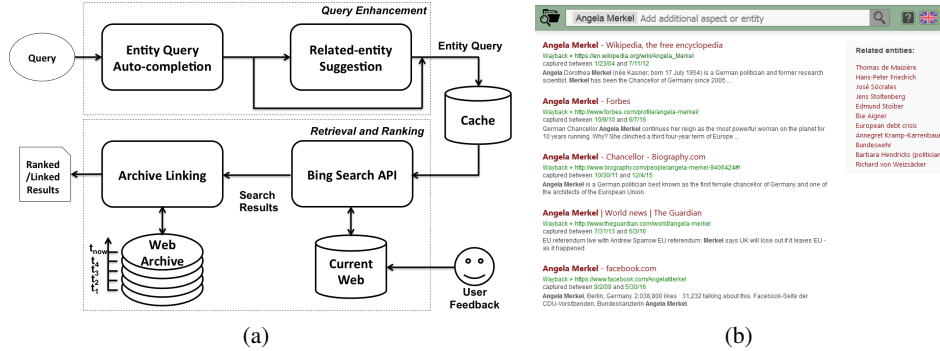 Query Enhancement
Query
Entity Query
Auto-completion
Related-entity
Suggestion
Entity Query
Cache
Retrieval and Ranking
Ranked
/Linked
Results
Archive Linking
Search
Results
Bing Search API
Web
Archive
tnow
t4
t3
t2
t1
Current
Web
User
Feedback
(a)
Angela Merkel Add additional aspect or entity
?
Angela Merkel - Wikipedia, the free encyclopedia
Wayback » https://en.wikipedia.org/wiki/Angela_Merkel
captured between 1/23/04 and 7/11/12
Angela Dorothea Merkel (née Kasner; born 17 July 1954) is a German politician and former research
scientist. Merkel has been the Chancellor of Germany since 2005 ...
Angela Merkel - Forbes
Wayback » http://www.forbes.com/profile/angela-merkel/
captured between 10/9/10 and 6/7/16
German Chancellor Angela Merkel continues her reign as the most powerful woman on the planet for
10 years running. Why? She clinched a third four-year term of Europe ...
Angela Merkel - Chancellor - Biography.com
Wayback » http://www.biography.com/people/angela-merkel-9406424#!
captured between 10/30/11 and 12/4/15
Angela Merkel is a German politician best known as the first female chancellor of Germany and one of
the architects of the European Union.
Angela Merkel | World news | The Guardian
Wayback » http://www.theguardian.com/world/angela-merkel
captured between 7/31/13 and 6/3/16
EU referendum live with Andrew Sparrow EU referendum: Merkel says UK will lose out if it leaves EU -
as it happened
Angela Merkel - facebook.com
Wayback » https://www.facebook.com/AngelaMerkel
captured between 9/2/09 and 5/30/16
Angela Merkel, Berlin, Germany. 2,038,800 likes · 31,232 talking about this. Facebook-Seite der
CDU-Vorsitzenden, Bundeskanzlerin Angela Merkel.
Related entities:
Thomas de Maizière
Hans-Peter Friedrich
José Sócrates
Jens Stoltenberg
Edmund Stoiber
Ilse Aigner
European debt crisis
Annegret Kramp-Karrenbaue
Bundeswehr
Barbara Hendricks (politician
Richard von Weizsäcker
(b)